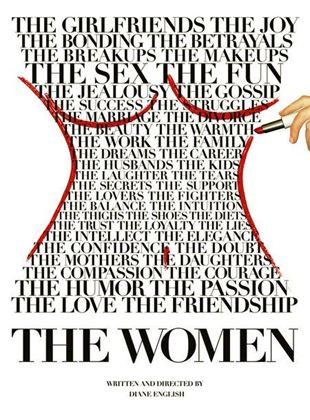 THE GIRLFRIENDS THE JOY
THE BONDING THE BETRAYALS
THE BREAKUPS THE MAKEUPS
THE SEX THE FUN
THE JEALOUSY THE GOSSIP
THE SUCCESS THE STRUGGLES
THE MARRIAGE THE DIVORCE
THE BEAUTY THE WARMTH
THE WORK THE FAMILY
THE DREAMS THE CAREER
THE HUSBANDS THE KIDS
THE LAUGHTER THE TEARS
THE SECRETS THE SUPPORT
THE LOVERS THE FIGHTERS
THE BALANCE THE INTUITION
THE THIGHS THE SHOES THE DIETS
THE TRUST THE LOYALTY THE LIES
THE INTELLECT THE ELEGANCE
THE CONFIDENCE THE DOUBT
THE MOTHERS THE DAUGHTERS
THE COMPASSION THE COURAGE
THE HUMOR THE PASSION
THE LOVE THE FRIENDSHIP
THE WOMEN
WRITTEN AND DIRECTED BY
DIANE ENGLISH